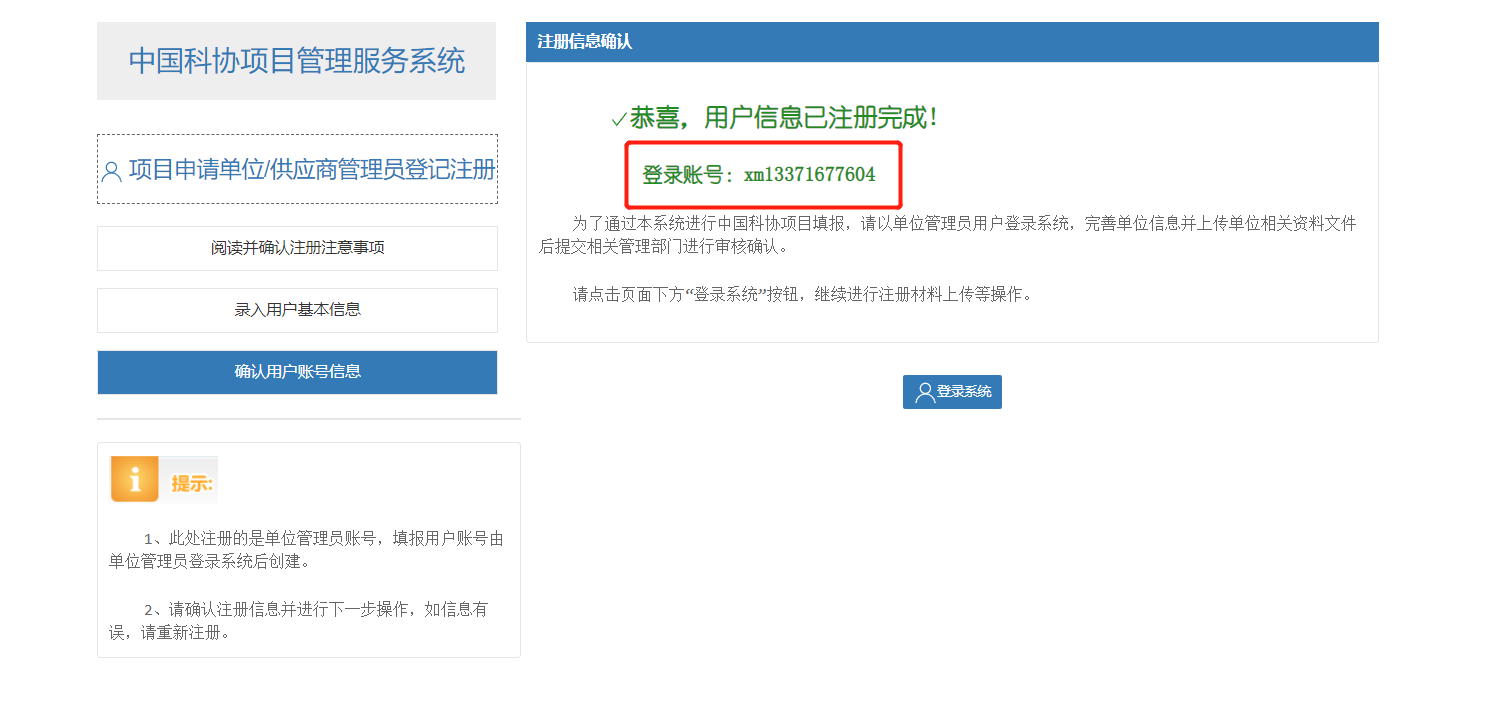 中国科协项目管理服务系统
项目申请单位/供应商管理员登记注册
阅读并确认注册注意事项
录入用户基本信息
确认用户账号信息
提示:
1、此处注册的是单位管理员账号，填报用户账号由
单位管理员登录系统后创建。
2、请确认注册信息并进行下一步操作，如信息有
误，请重新注册。
注册信息确认
✓恭喜，用户信息已注册完成！
登录账号：xm13371677604
为了通过本系统进行中国科协项目填报，请以单位管理员用户登录系统，完善单位信息并上传单位相关资料文件
后提交相关管理部门进行审核确认。
请点击页面下方“登录系统”按钮，继续进行注册材料上传等操作。
登录系统